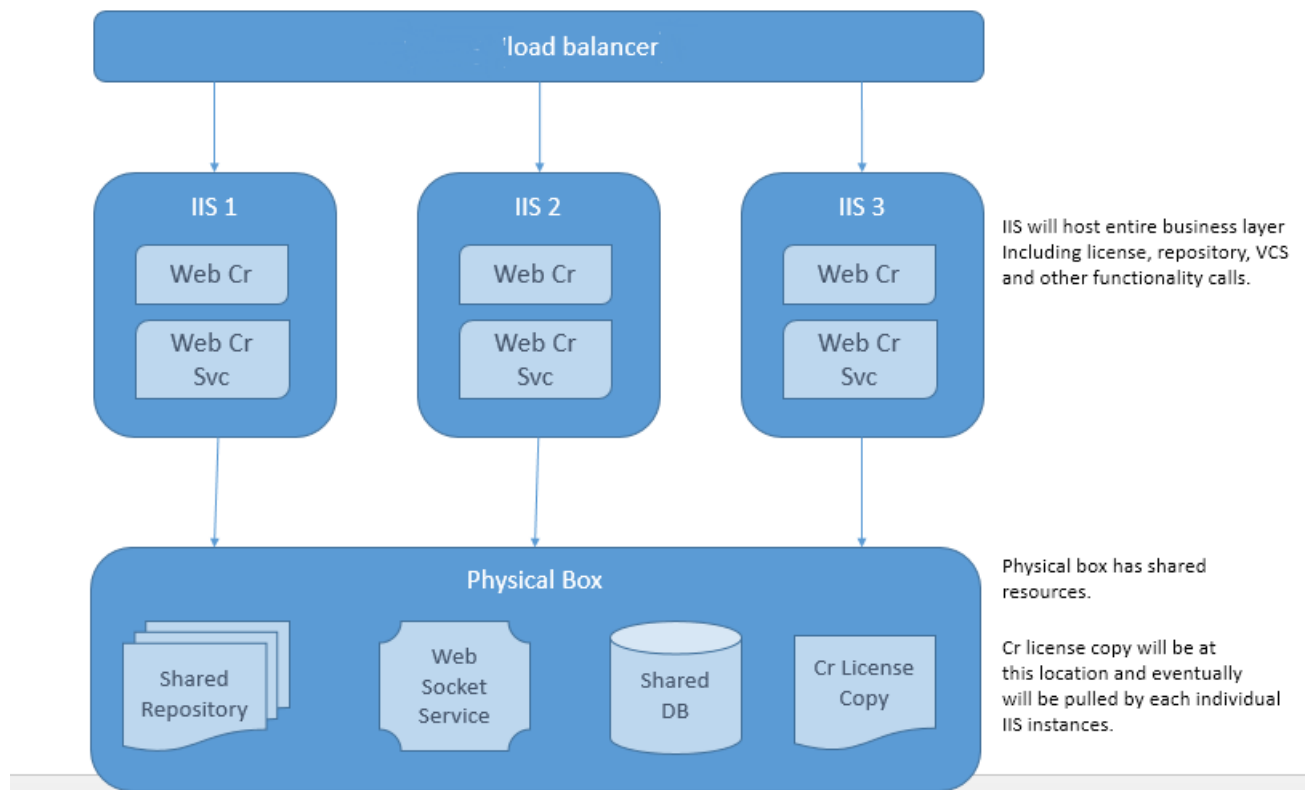 'load balancer
IIS 1
IIS 2
IIS 3
Web Cr
Web Cr
Web Cr
Web Cr
Svc
Web Cr
Svc
Web Cr
Svc
IIS will host entire business layer
Including license, repository, VCS
and other functionality calls.
Physical Box
Shared
Repository
Web
Socket
Service
Shared
DB
Cr License
Copy
Physical box has shared
resources.
Cr license copy will be at
this location and eventually
will be pulled by each individual
IIS instances.